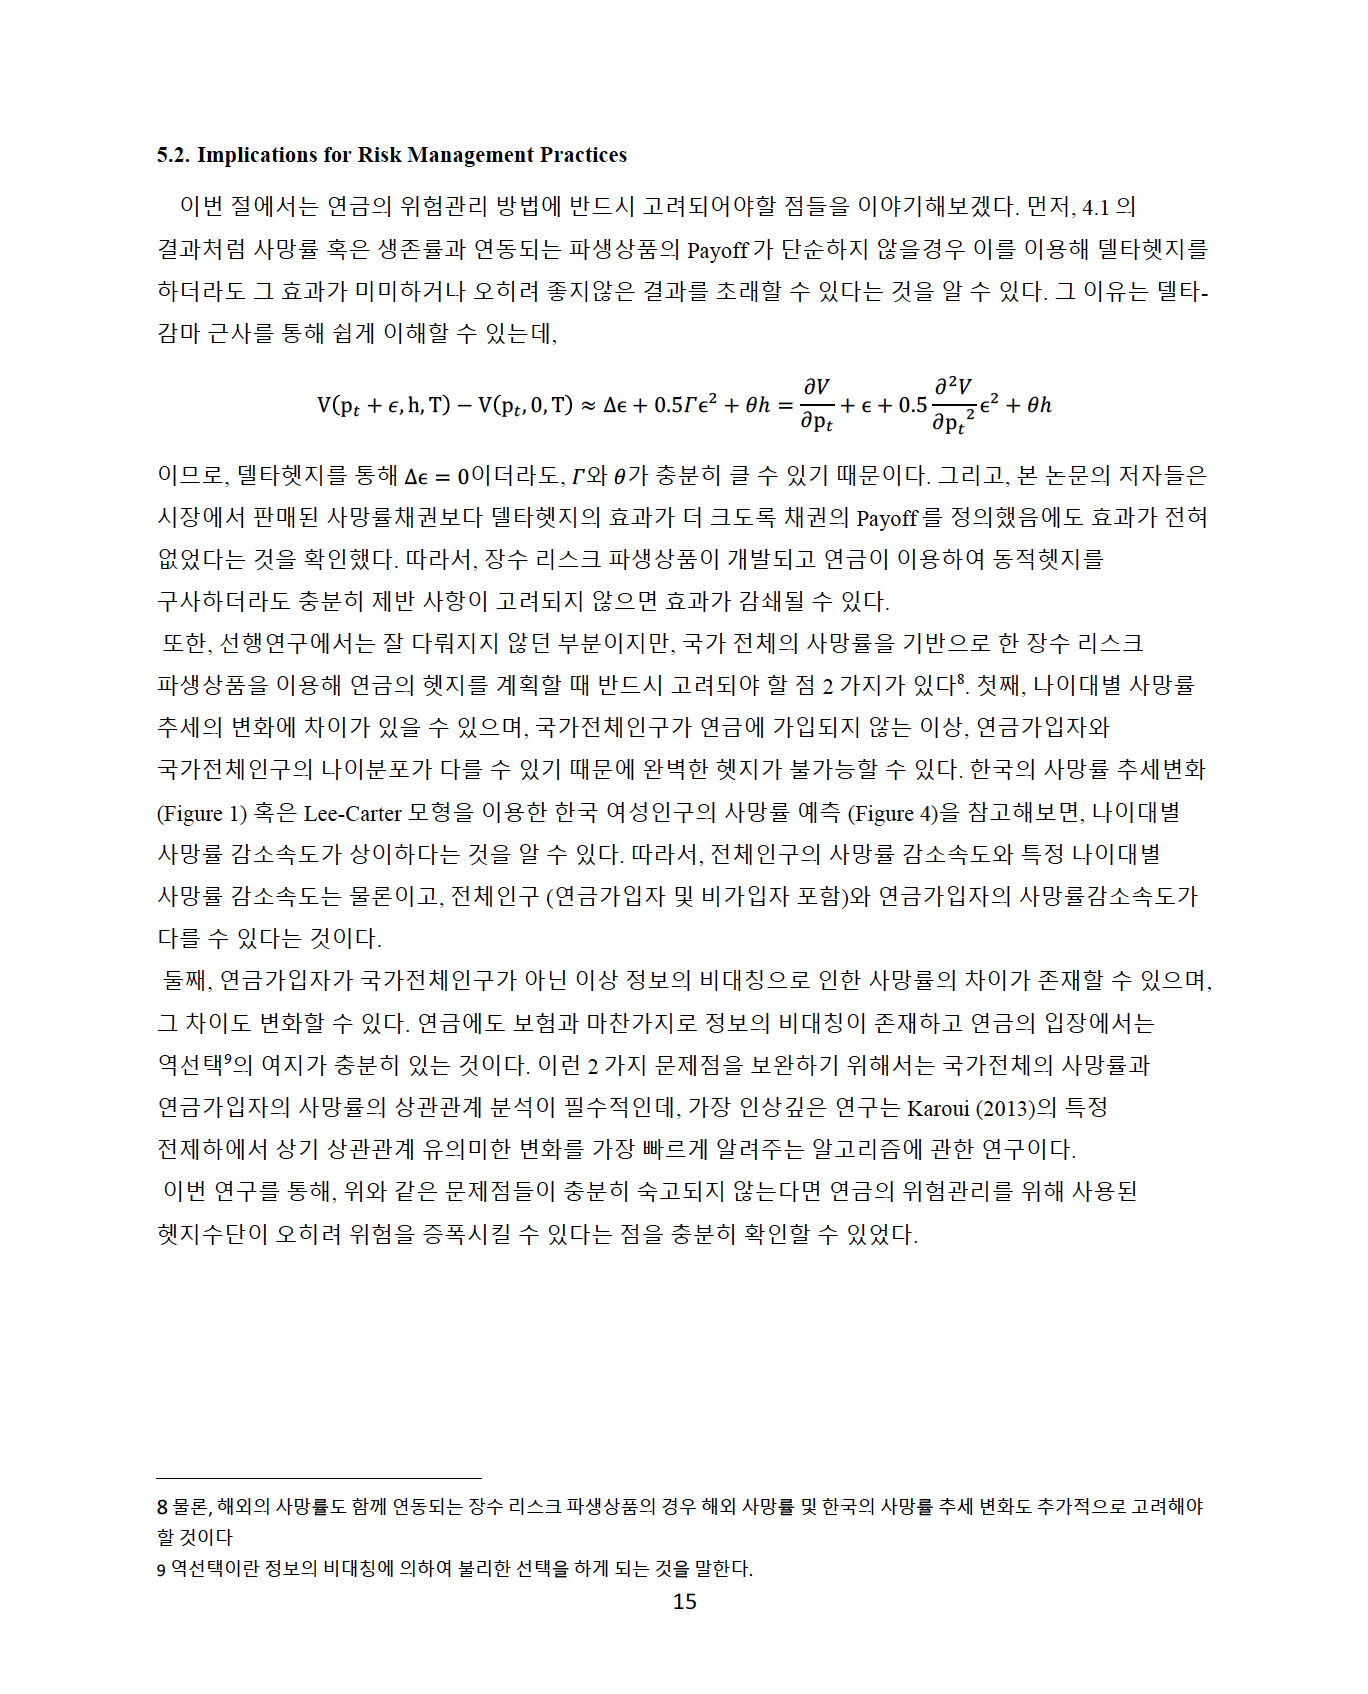 5.2. Implications for Risk Management Practices
이번 절에서는 연금의 위험관리 방법에 반드시 고려되어야할 점들을 이야기해보겠다. 먼저, 4.1 의
결과처럼 사망률 혹은 생존률과 연동되는 파생상품의 Payoff 가 단순하지 않을경우 이를 이용해 델타헷지를
하더라도 그 효과가 미미하거나 오히려 좋지않은 결과를 초래할 수 있다는 것을 알 수 있다. 그 이유는 델타-
감마 근사를 통해 쉽게 이해할 수 있는데,
V(pₜ + ϵ, h, T) − V(pₜ, 0, T) ≈ Δϵ + 0.5Γϵ² + θh = ∂V/∂pₜ + ϵ + 0.5 ∂²V/∂pₜ² ϵ² + θh
이므로, 델타헷지를 통해 Δϵ = 0이더라도, Γ와 θ가 충분히 클 수 있기 때문이다. 그리고, 본 논문의 저자들은
시장에서 판매된 사망률채권보다 델타헷지의 효과가 더 크도록 채권의 Payoff 를 정의했음에도 효과가 전혀
없었다는 것을 확인했다. 따라서, 장수 리스크 파생상품이 개발되고 연금이 이용하여 동적헷지를
구사하더라도 충분히 제반 사항이 고려되지 않으면 효과가 감쇄될 수 있다.
또한, 선행연구에서는 잘 다뤄지지 않던 부분이지만, 국가 전체의 사망률을 기반으로 한 장수 리스크
파생상품을 이용해 연금의 헷지를 계획할 때 반드시 고려되야 할 점 2 가지가 있다⁸. 첫째, 나이대별 사망률
추세의 변화에 차이가 있을 수 있으며, 국가전체인구가 연금에 가입되지 않는 이상, 연금가입자와
국가전체인구의 나이분포가 다를 수 있기 때문에 완벽한 헷지가 불가능할 수 있다. 한국의 사망률 추세변화
(Figure 1) 혹은 Lee-Carter 모형을 이용한 한국 여성인구의 사망률 예측 (Figure 4)을 참고해보면, 나이대별
사망률 감소속도가 상이하다는 것을 알 수 있다. 따라서, 전체인구의 사망률 감소속도와 특정 나이대별
사망률 감소속도는 물론이고, 전체인구 (연금가입자 및 비가입자 포함)와 연금가입자의 사망률감소속도가
다를 수 있다는 것이다.
둘째, 연금가입자가 국가전체인구가 아닌 이상 정보의 비대칭으로 인한 사망률의 차이가 존재할 수 있으며,
그 차이도 변화할 수 있다. 연금에도 보험과 마찬가지로 정보의 비대칭이 존재하고 연금의 입장에서는
역선택⁹의 여지가 충분히 있는 것이다. 이런 2 가지 문제점을 보완하기 위해서는 국가전체의 사망률과
연금가입자의 사망률의 상관관계 분석이 필수적인데, 가장 인상깊은 연구는 Karoui (2013)의 특정
전제하에서 상기 상관관계 유의미한 변화를 가장 빠르게 알려주는 알고리즘에 관한 연구이다.
이번 연구를 통해, 위와 같은 문제점들이 충분히 숙고되지 않는다면 연금의 위험관리를 위해 사용된
헷지수단이 오히려 위험을 증폭시킬 수 있다는 점을 충분히 확인할 수 있었다.
8 물론, 해외의 사망률도 함께 연동되는 장수 리스크 파생상품의 경우 해외 사망률 및 한국의 사망률 추세 변화도 추가적으로 고려해야
할 것이다
9 역선택이란 정보의 비대칭에 의하여 불리한 선택을 하게 되는 것을 말한다.
15